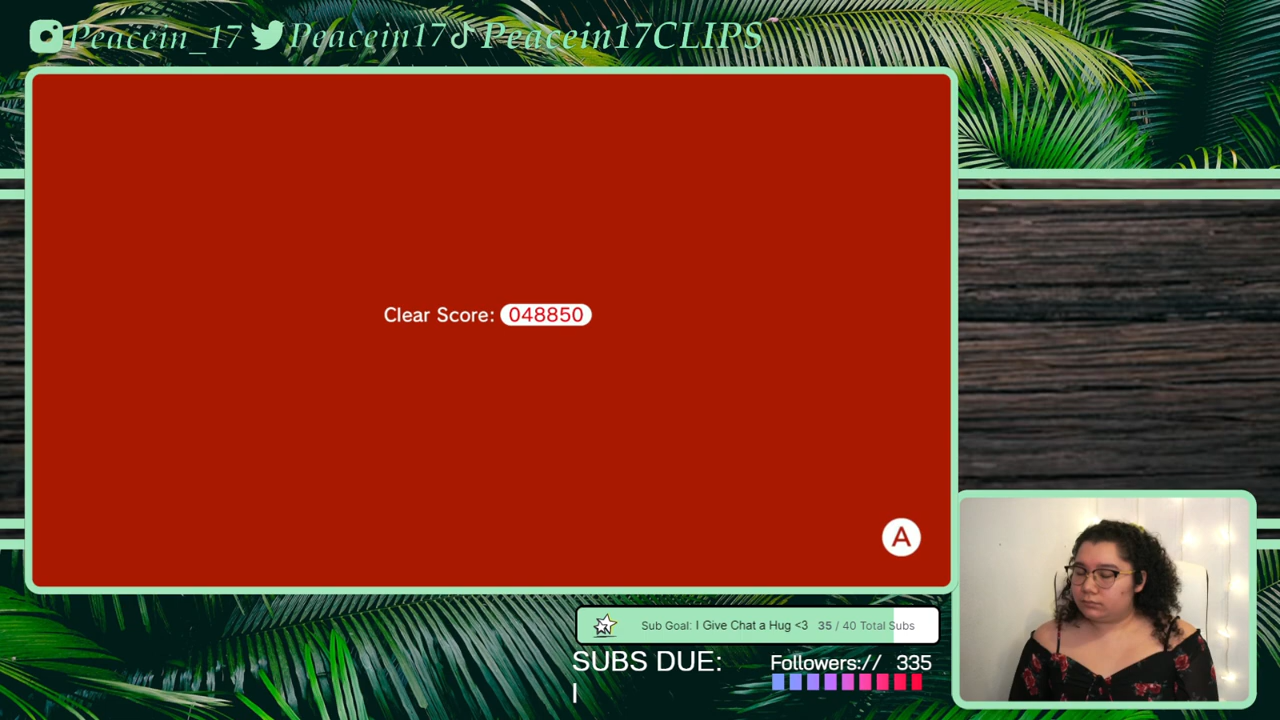 Peacein_17 Peacein17 Peacein17CLIPS
Clear Score: 048850
A
Sub Goal: I Give Chat a Hug <3 35 / 40 Total Subs
SUBS DUE:
I
Followers:// 335